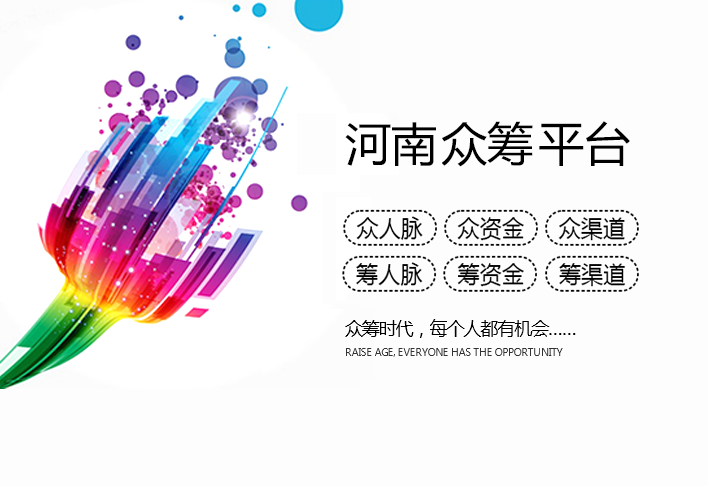 河南众筹平台
众人脉 众资金 众渠道
筹人脉 筹资金 筹渠道
众筹时代，每个人都有机会......
RAISE AGE, EVERYONE HAS THE OPPORTUNITY